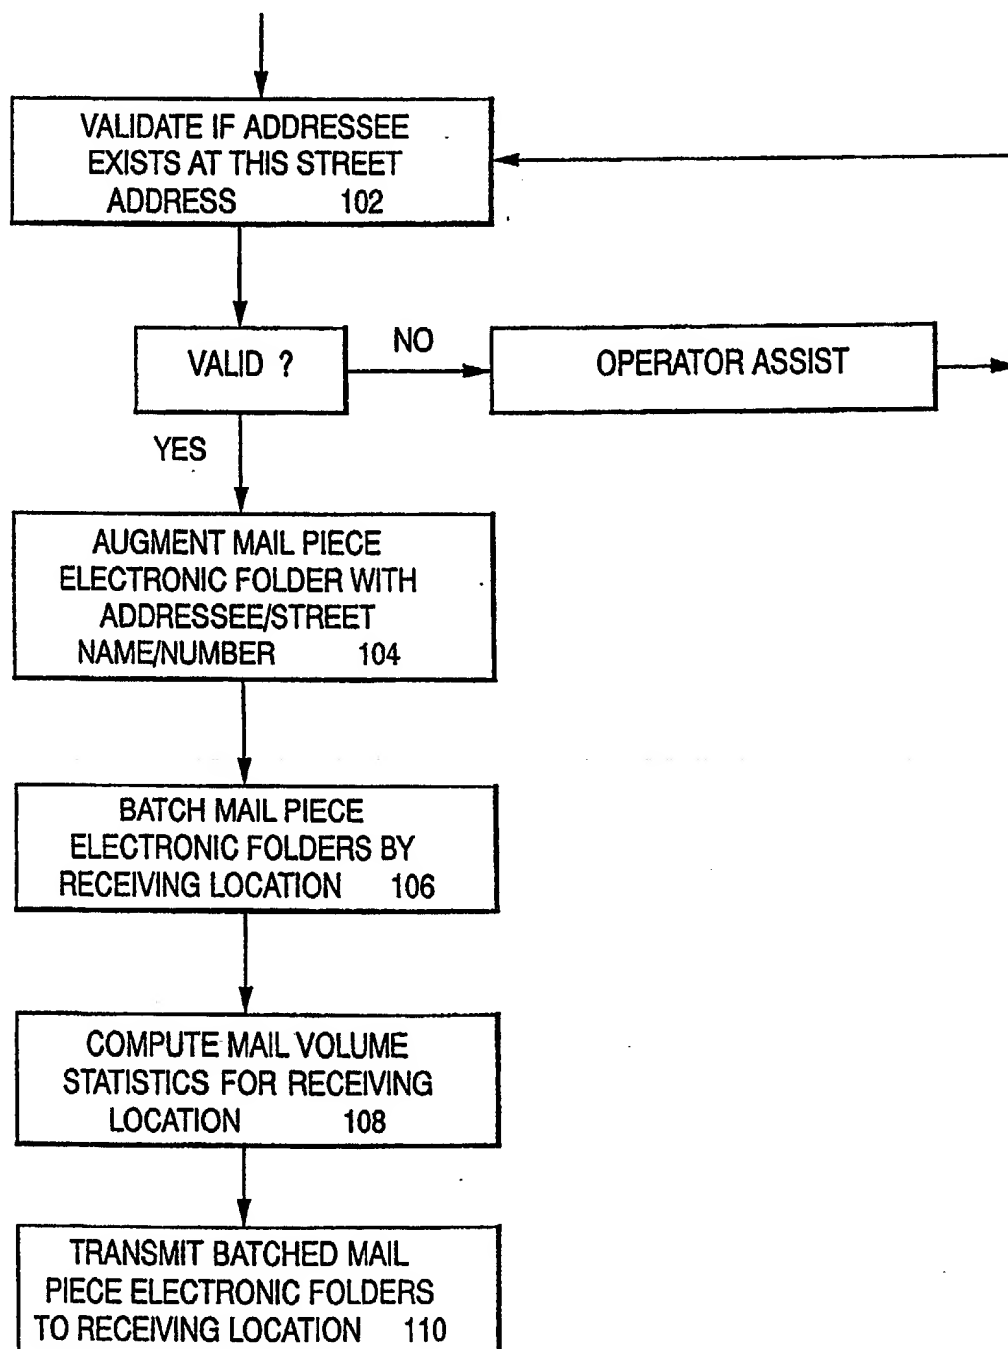 VALIDATE IF ADDRESSEE
EXISTS AT THIS STREET
ADDRESS 102
VALID ?
NO
OPERATOR ASSIST
YES
AUGMENT MAIL PIECE
ELECTRONIC FOLDER WITH
ADDRESSEE/STREET
NAME/NUMBER 104
BATCH MAIL PIECE
ELECTRONIC FOLDERS BY
RECEIVING LOCATION 106
COMPUTE MAIL VOLUME
STATISTICS FOR RECEIVING
LOCATION 108
TRANSMIT BATCHED MAIL
PIECE ELECTRONIC FOLDERS
TO RECEIVING LOCATION 110